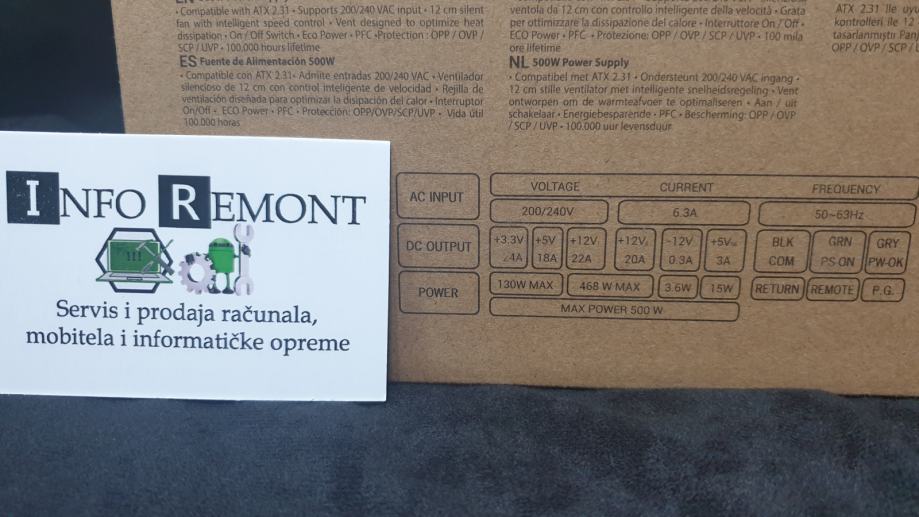 • Compatible with ATX 2.31 • Supports 200/240 VAC input • 12 cm silent
fan with intelligent speed control • Vent designed to optimize heat
dissipation • On / Off Switch • Eco Power • PFC •Protection : OPP / OVP /
SCP / UVP • 100.000 hours lifetime
ES Fuente de Alimentación 500W
• Compatible con ATX 2.31• Admite entradas 200/240 VAC • Ventilador
silencioso de 12 cm con control inteligente de velocidad • Rejilla de
ventilación diseñada para optimizar la disipación del calor • Interruptor
On/Off • ECO Power • PFC • Protección: OPP/OVP/SCP/UVP • Vida útil
100.000 horas
ventola da 12 cm con controllo intelligente della velocità • Grata
per ottimizzare la dissipazione del calore • Interruttore On / Off •
ECO Power • PFC • Protezione: OPP / OVP / SCP / UVP • 100 mila
ore lifetime
NL 500W Power Supply
• Compatibel met ATX 2.31 • Ondersteunt 200/240 VAC ingang •
12 cm stille ventilator met intelligente snelheidsregeling • Vent
ontworpen om de warmteafvoer te optimaliseren • Aan / uit
schakelaar • Energiebesparende • PFC • Bescherming: OPP / OVP
/ SCP / UVP • 100.000 uur levensduur
ATX 2.31 ile
kontrolleri ile 12
tasarlanmıştır
OPP / OVP / SCP /
INFO REMONT
Servis i prodaja računala,
mobitela i informatičke opreme
AC INPUT VOLTAGE CURRENT FREQUENCY
200/240V 6.3A 50~63Hz
DC OUTPUT +3.3V +5V +12V +12V -12V +5V BLK GRN GRY
24A 18A 22A 20A 0.3A 3A COM PS-ON PW-OK
POWER 130W MAX 468 W MAX 3.6W 15W RETURN REMOTE P.G.
MAX POWER 500 W